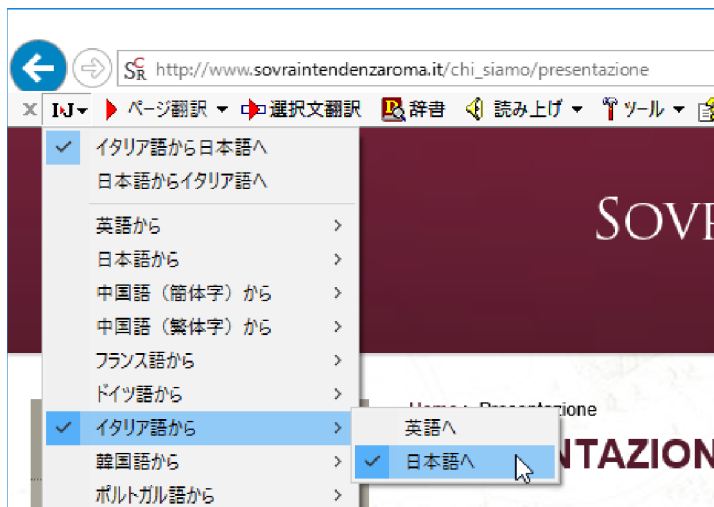 http://www.sovraintendenzaroma.it/chi_siamo/presentazione
I›J ページ翻訳 選択文翻訳 辞書 読み上げ ツール
イタリア語から日本語へ
日本語からイタリア語へ
英語から
日本語から
中国語（簡体字）から
中国語（繁体字）から
フランス語から
ドイツ語から
イタリア語から
韓国語から
ポルトガル語から
英語へ
日本語へ
SOVR